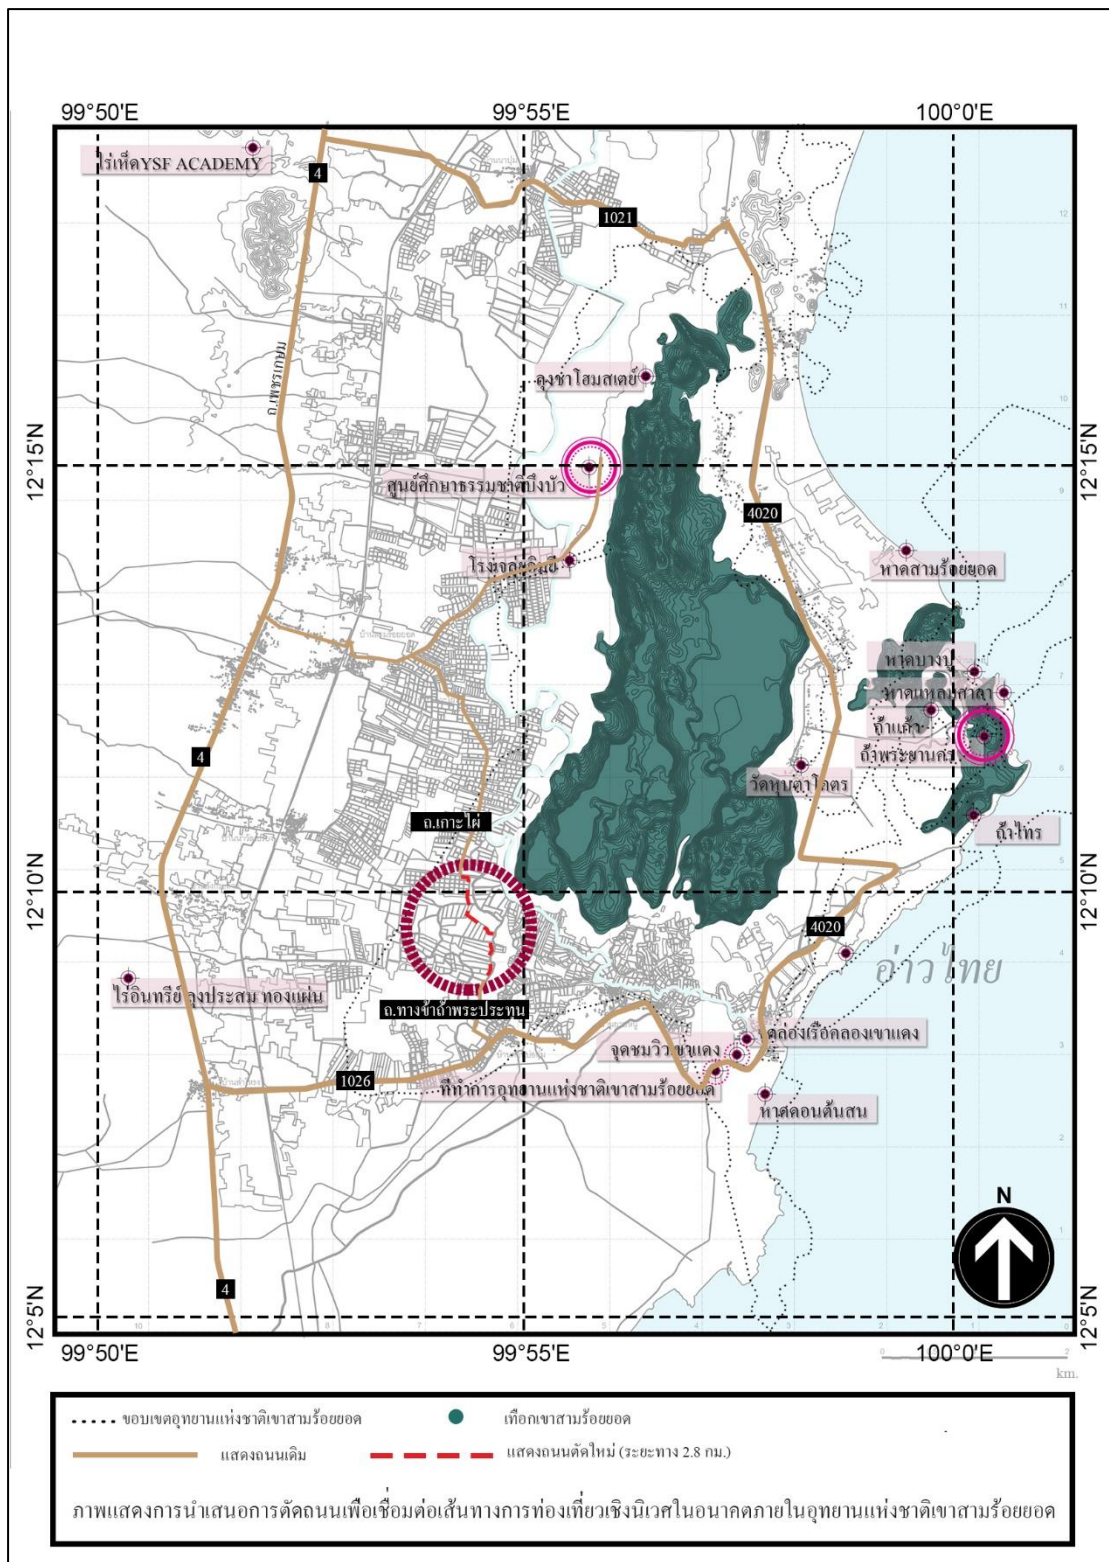 99°50'E
99°55'E
100°0'E
ไร่เห็ดYSF ACADEMY
4
1021
ถ.เพชรเกษม
ลุงชาโฮมสเตย์
12°15'N
12°15'N
ศูนย์ศึกษาธรรมชาติบึงบัว
4020
หาดสามร้อยยอด
หาดบางปู
หาดแหลมศาลา
ถ้ำแก้ว
ถ้ำพระยานคร
4
วัดหุบตาโคตร
ถ.เกาะไผ่
ถ้ำไทร
12°10'N
12°10'N
4020
อ่าวไทย
ไร่อินทรีย์ ลุงประสม ทองแผ่น
ถ.ทางเข้าถ้ำพระประทุน
ล่องเรือคลองเขาแดง
จุดชมวิว เขาแดง
1026
ที่ทำการอุทยานแห่งชาติเขาสามร้อยยอด
หาดดอนต้นสน
N
4
12°5'N
12°5'N
99°50'E
99°55'E
100°0'E
0 2
km.
ขอบเขตอุทยานแห่งชาติเขาสามร้อยยอด
เทือกเขาสามร้อยยอด
แสดงถนนเดิม
แสดงถนนตัดใหม่ (ระยะทาง 2.8 กม.)
ภาพแสดงการนำเสนอการตัดถนนเพื่อเชื่อมต่อเส้นทางการท่องเที่ยวเชิงนิเวศในอนาคตภายในอุทยานแห่งชาติเขาสามร้อยยอด